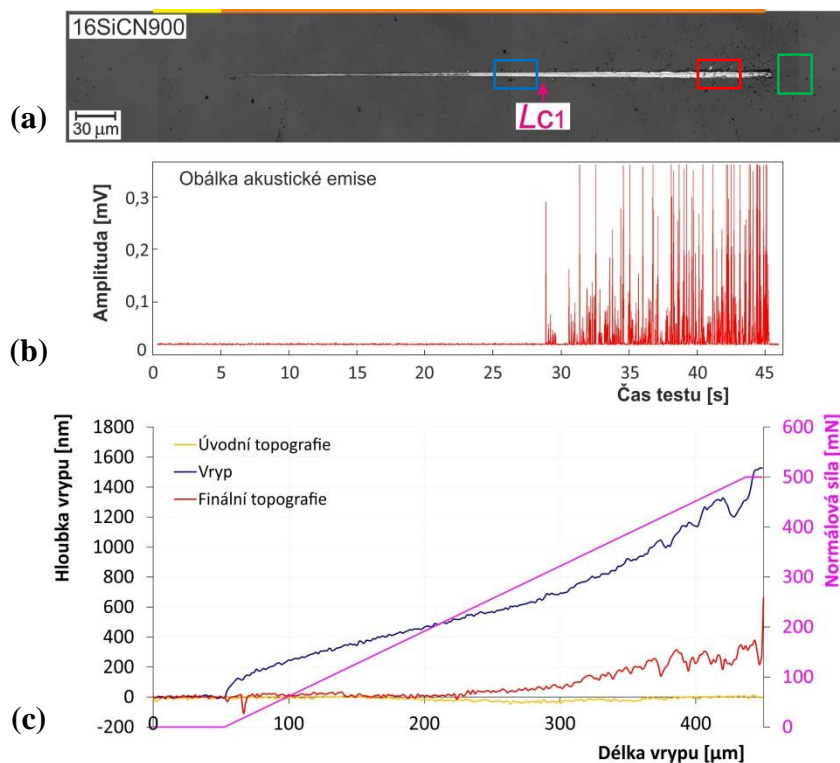 16SiCN900
30 µm
LC1
(a)
Obálka akustické emise
Amplituda [mV]
0,3
0,2
0,1
0 5 10 15 20 25 30 35 40 45
Čas testu [s]
(b)
Hloubka vrypu [nm]
1800
1600
1400
1200
1000
800
600
400
200
0
-200
Úvodní topografie
Vryp
Finální topografie
600
500
400
300
200
100
0
Normálová síla [mN]
100 200 300 400
Délka vrypu [µm]
(c)